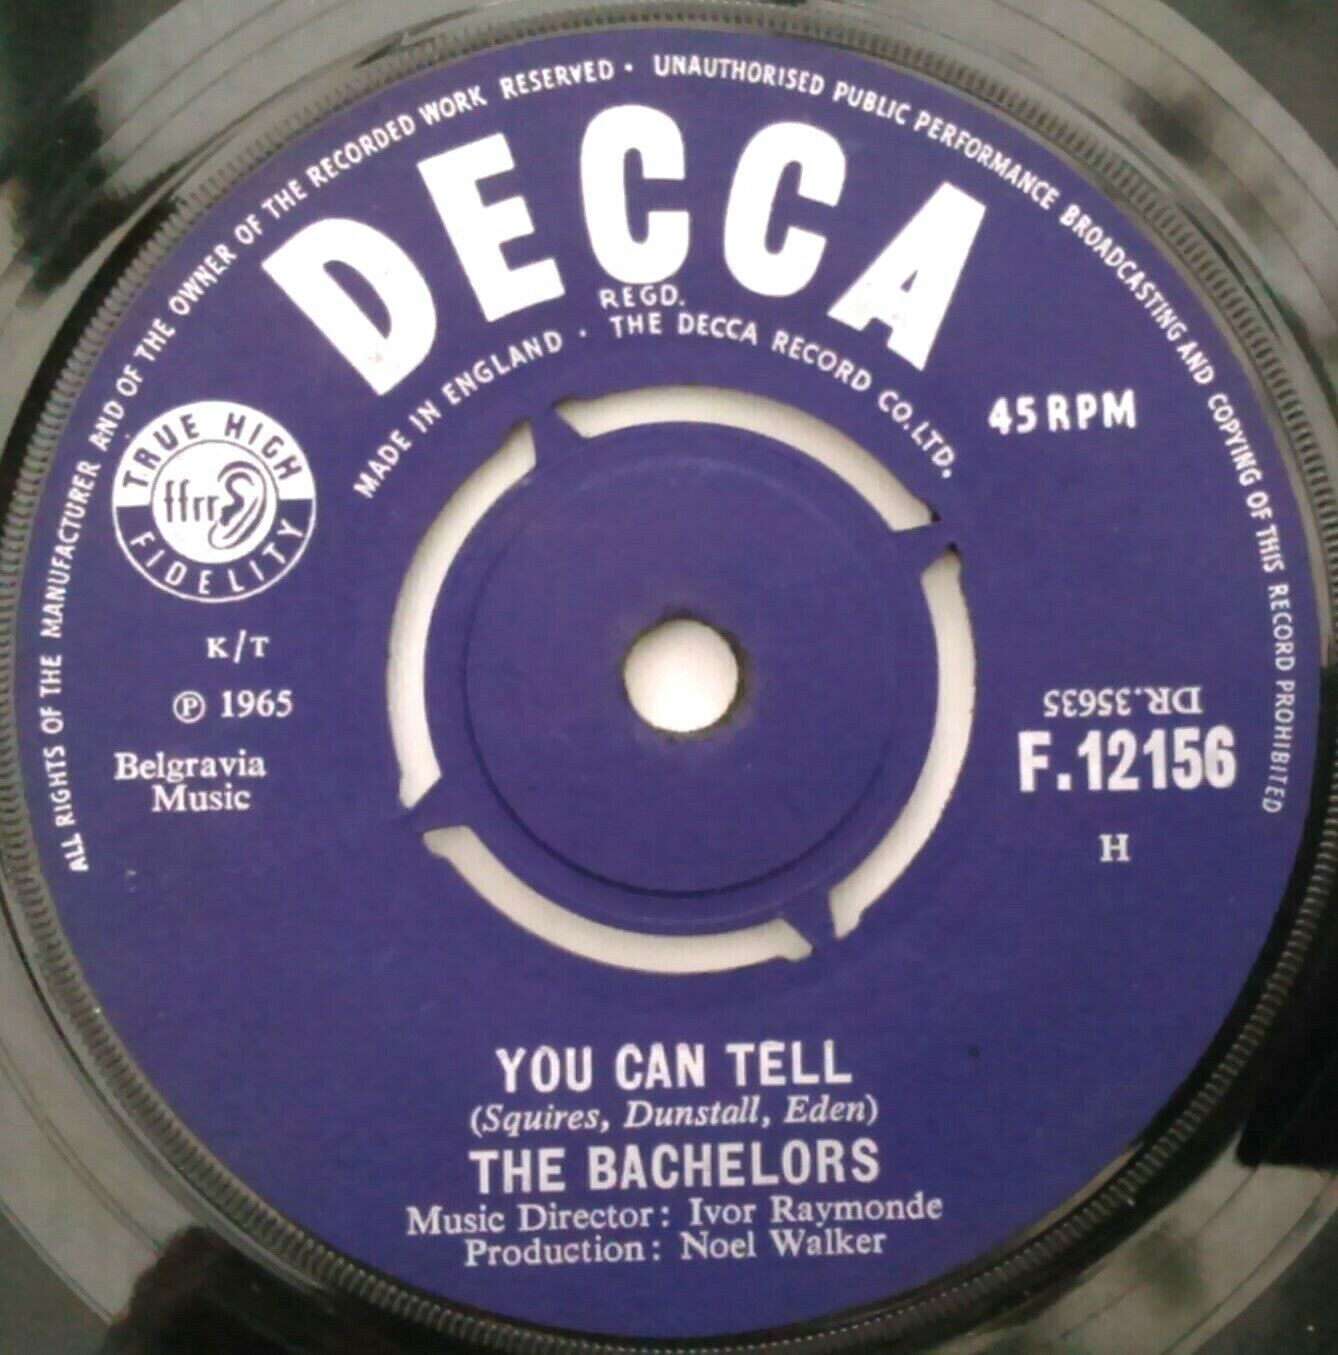 ALL RIGHTS OF THE MANUFACTURER AND OF THE OWNER OF THE RECORDED WORK RESERVED · UNAUTHORISED PUBLIC PERFORMANCE BROADCASTING AND COPYING OF THIS RECORD PROHIBITED
DECCA
REGD.
MADE IN ENGLAND · THE DECCA RECORD CO. LTD.
45 RPM
TRUE HIGH
ffrr
FIDELITY
K/T
℗ 1965
Belgravia
Music
DR.35635
F.12156
H
YOU CAN TELL
(Squires, Dunstall, Eden)
THE BACHELORS
Music Director: Ivor Raymonde
Production: Noel Walker